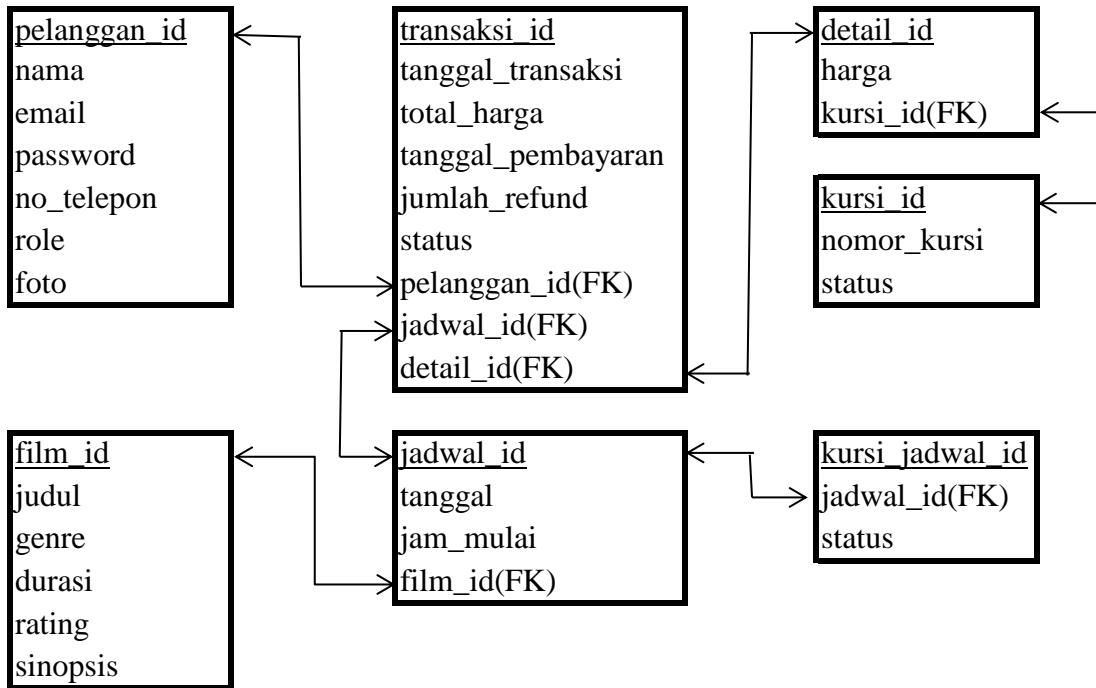 pelanggan_id
nama
email
password
no_telepon
role
foto
transaksi_id
tanggal_transaksi
total_harga
tanggal_pembayaran
jumlah_refund
status
pelanggan_id(FK)
jadwal_id(FK)
detail_id(FK)
detail_id
harga
kursi_id(FK)
kursi_id
nomor_kursi
status
film_id
judul
genre
durasi
rating
sinopsis
jadwal_id
tanggal
jam_mulai
film_id(FK)
kursi_jadwal_id
jadwal_id(FK)
status